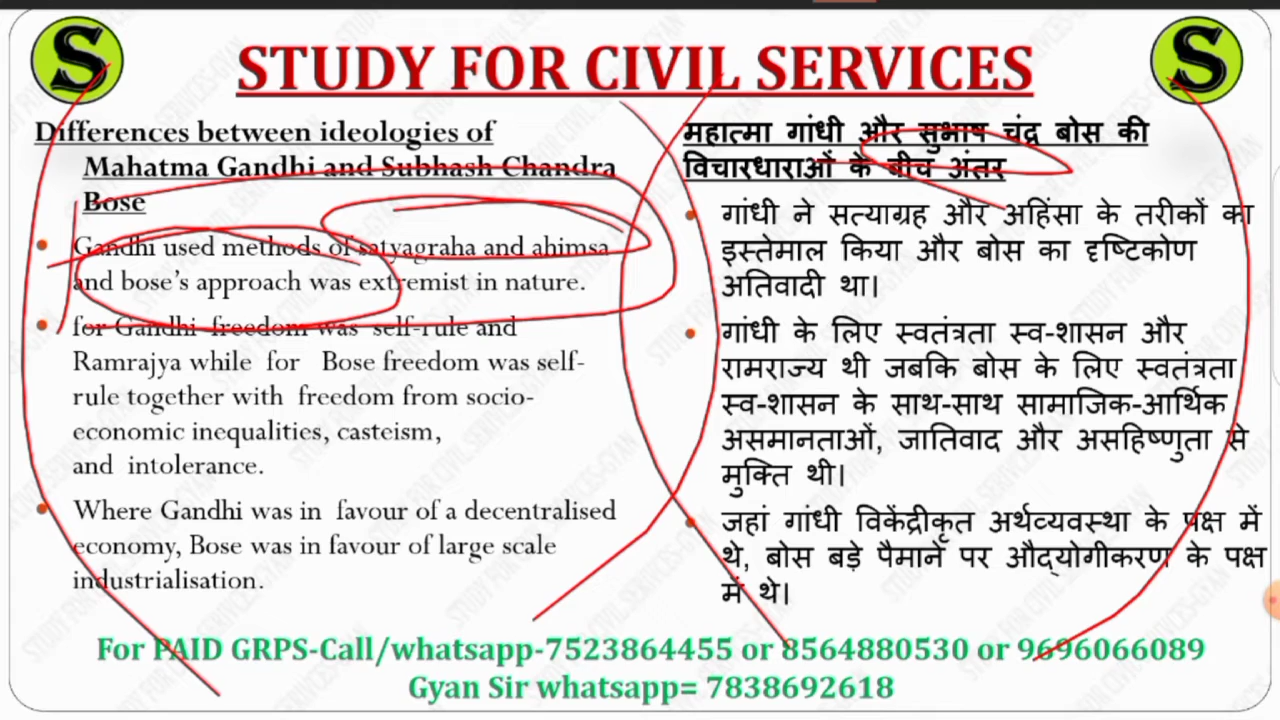 S
STUDY FOR CIVIL SERVICES
S
Differences between ideologies of
Mahatma Gandhi and Subhash Chandra
Bose
Gandhi used methods of satyagraha and ahimsa
and bose's approach was extremist in nature.
for Gandhi freedom was self-rule and
Ramrajya while for Bose freedom was self-
rule together with freedom from socio-
economic inequalities, casteism,
and intolerance.
Where Gandhi was in favour of a decentralised
economy, Bose was in favour of large scale
industrialisation.
महात्मा गांधी और सुभाष चंद्र बोस की
विचारधाराओं के बीच अंतर
गांधी ने सत्याग्रह और अहिंसा के तरीकों का
इस्तेमाल किया और बोस का दृष्टिकोण
अतिवादी था।
गांधी के लिए स्वतंत्रता स्व-शासन और
रामराज्य थी जबकि बोस के लिए स्वतंत्रता
स्व-शासन के साथ-साथ सामाजिक-आर्थिक
असमानताओं, जातिवाद और असहिष्णुता से
मुक्ति थी।
जहां गांधी विकेंद्रीकृत अर्थव्यवस्था के पक्ष में
थे, बोस बड़े पैमाने पर औद्योगीकरण के पक्ष
में थे।
For PAID GRPS-Call/whatsapp-7523864455 or 8564880530 or 9696066089
Gyan Sir whatsapp= 7838692618